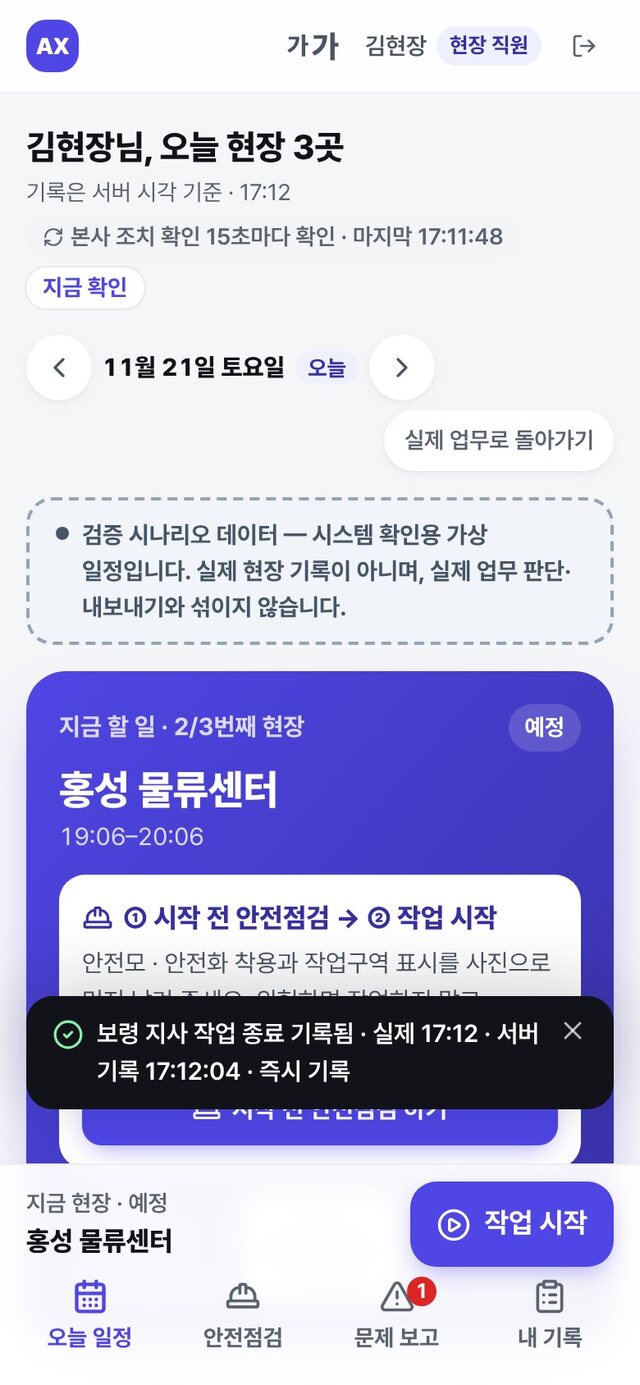 AX
가가 김현장 현장 직원
김현장님, 오늘 현장 3곳
기록은 서버 시각 기준 · 17:12
본사 조치 확인 15초마다 확인 · 마지막 17:11:48
지금 확인
11월 21일 토요일 오늘
실제 업무로 돌아가기
검증 시나리오 데이터 — 시스템 확인용 가상
일정입니다. 실제 현장 기록이 아니며, 실제 업무 판단·
내보내기와 섞이지 않습니다.
지금 할 일 · 2/3번째 현장 예정
홍성 물류센터
19:06–20:06
① 시작 전 안전점검 → ② 작업 시작
안전모 · 안전화 착용과 작업구역 표시를 사진으로
보령 지사 작업 종료 기록됨 · 실제 17:12 · 서버
기록 17:12:04 · 즉시 기록
지금 현장 · 예정
홍성 물류센터
작업 시작
1
오늘 일정 안전점검 문제 보고 내 기록